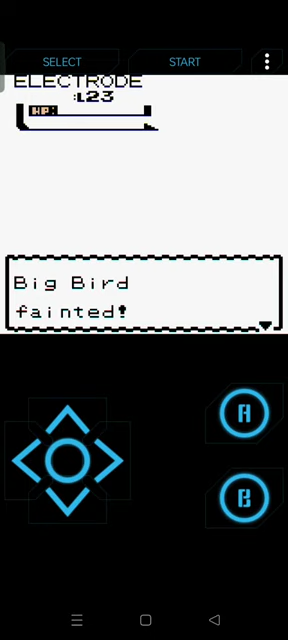 SELECT
START
ELECTRODE
:L23
HP:
Big Bird
fainted!
A
B